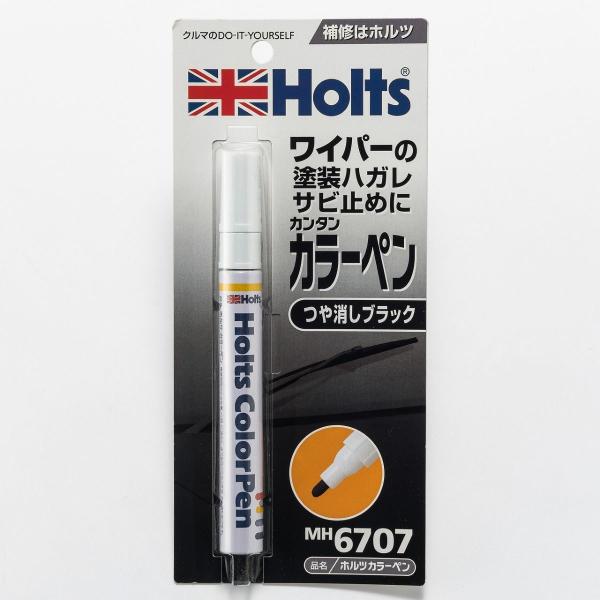 クルマのDO-IT-YOURSELF
補修はホルツ
Holts®
ワイパーの
塗装ハガレ
サビ止めに
カンタン
カラーペン
つや消しブラック
Holts
Holts ColorPen
MH6707
品名/ホルツカラーペン